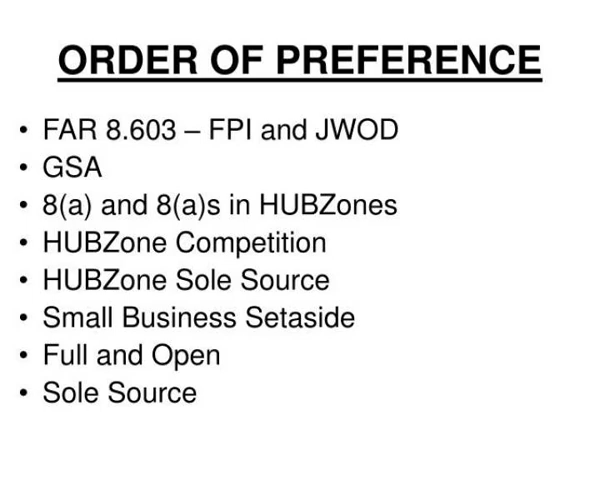 ORDER OF PREFERENCE
• FAR 8.603 – FPI and JWOD
• GSA
• 8(a) and 8(a)s in HUBZones
• HUBZone Competition
• HUBZone Sole Source
• Small Business Setaside
• Full and Open
• Sole Source